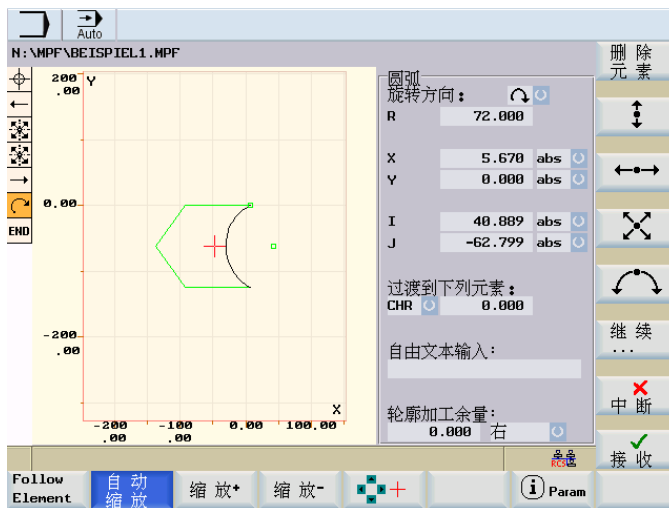 Auto
N:\MPF\BEISPIEL1.MPF
删 除
元 素
Y
200
.00
0.00
-200
.00
X
-200
.00
-100
.00
0.00
100.00
END
圆弧
旋转方向：
R 72.000
X 5.670 abs
Y 0.000 abs
I 40.889 abs
J -62.799 abs
过渡到下列元素：
CHR 0.000
自由文本输入：
轮廓加工余量：
0.000 右
继 续
...
中 断
接 收
RCS
Follow
Element
自 动
缩 放
缩 放+
缩 放-
i Param